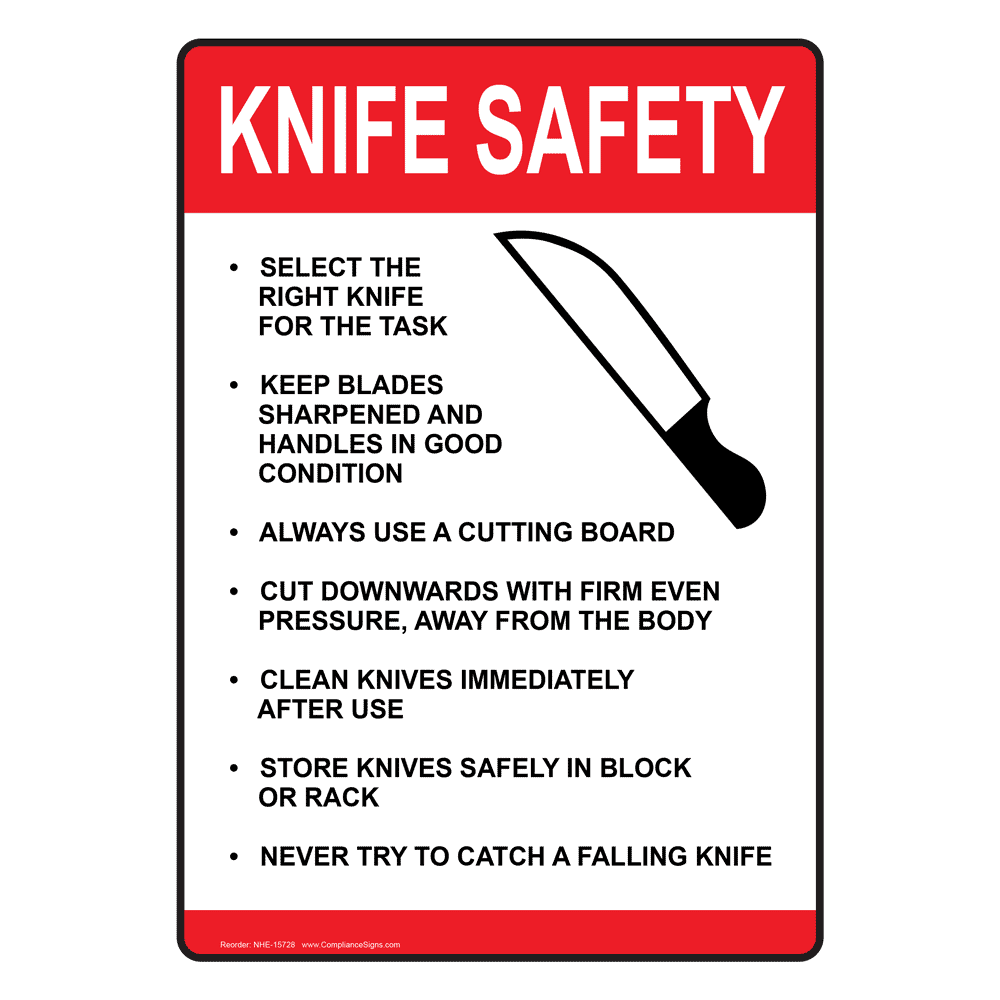 KNIFE SAFETY
• SELECT THE
RIGHT KNIFE
FOR THE TASK
• KEEP BLADES
SHARPENED AND
HANDLES IN GOOD
CONDITION
• ALWAYS USE A CUTTING BOARD
• CUT DOWNWARDS WITH FIRM EVEN
PRESSURE, AWAY FROM THE BODY
• CLEAN KNIVES IMMEDIATELY
AFTER USE
• STORE KNIVES SAFELY IN BLOCK
OR RACK
• NEVER TRY TO CATCH A FALLING KNIFE
Reorder: NHE-15728 www.ComplianceSigns.com